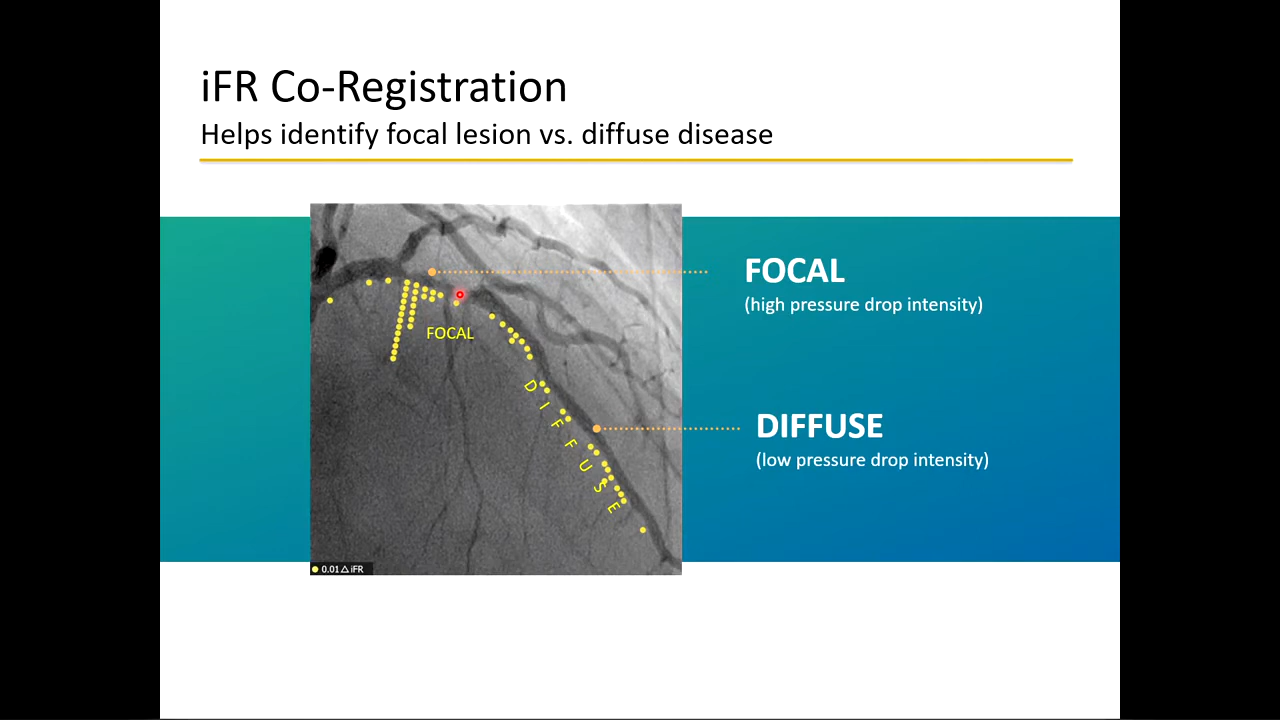 iFR Co-Registration
Helps identify focal lesion vs. diffuse disease
FOCAL
(high pressure drop intensity)
FOCAL
DIFFUSE
DIFFUSE
(low pressure drop intensity)
0.01 △ iFR